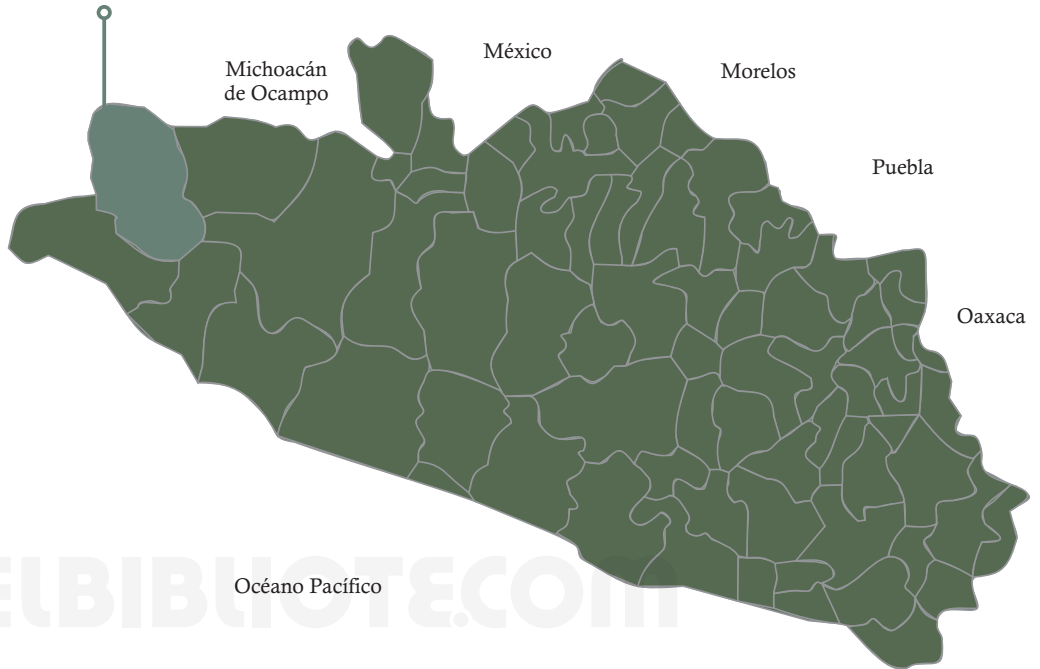 México
Michoacán
de Ocampo
Morelos
Puebla
Oaxaca
Océano Pacífico
ELBIBLIOTE.COM